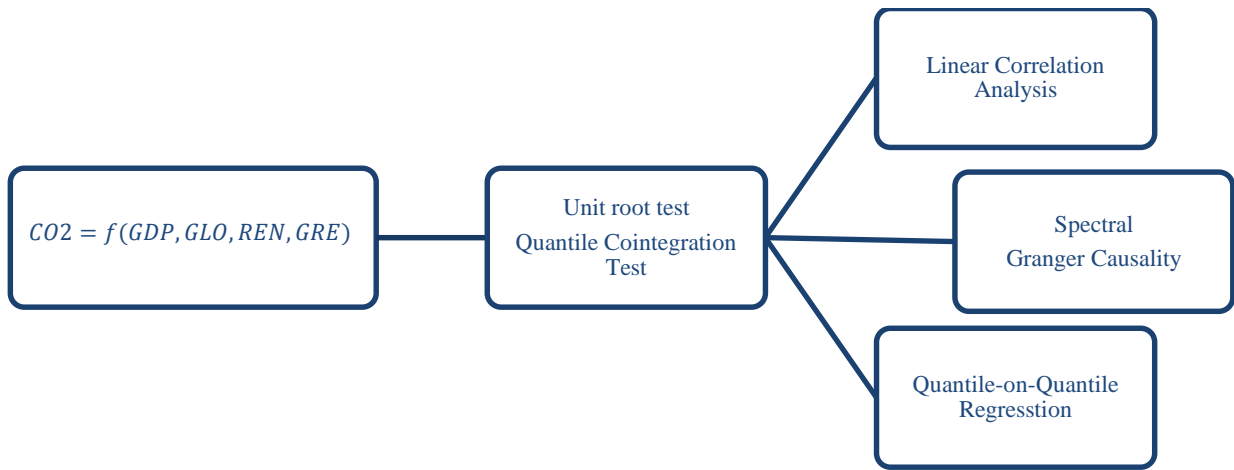 CO2 = f(GDP, GLO, REN, GRE)
Unit root test
Quantile Cointegration
Test
Linear Correlation
Analysis
Spectral
Granger Causality
Quantile-on-Quantile
Regresstion